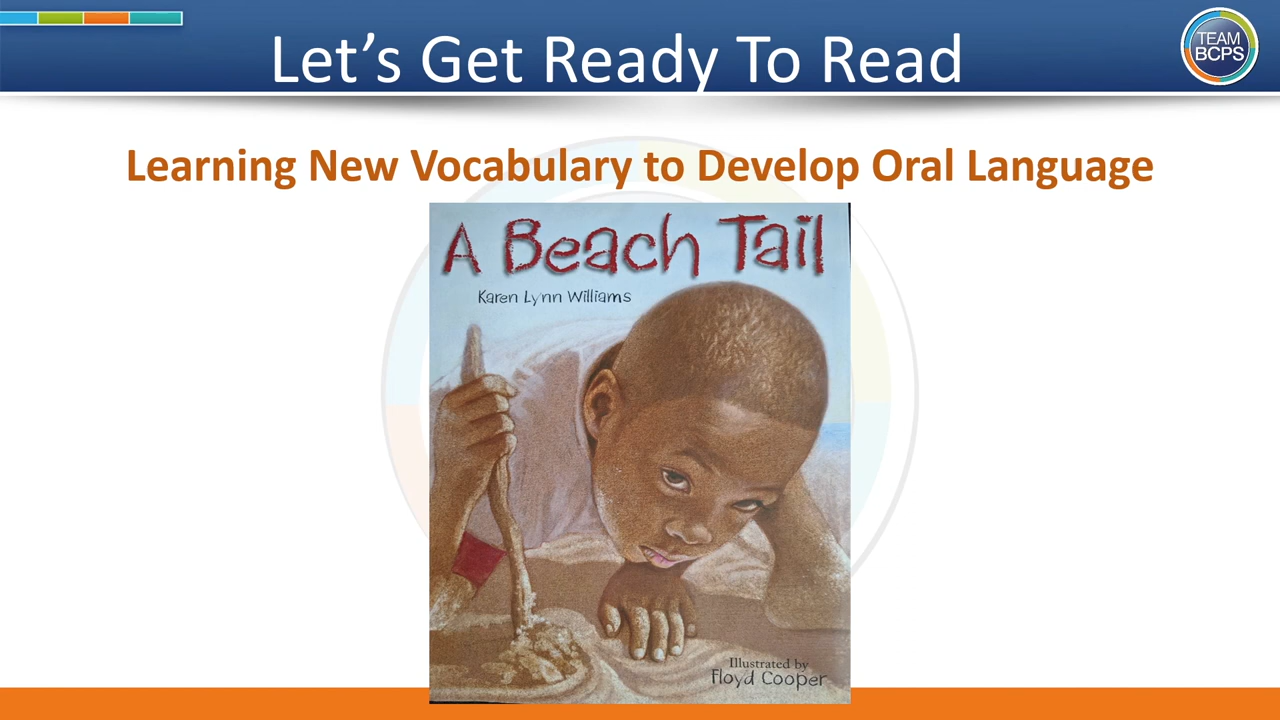 Let's Get Ready To Read
TEAM
BCPS
Learning New Vocabulary to Develop Oral Language
A Beach Tail
Karen Lynn Williams
Illustrated by
Floyd Cooper